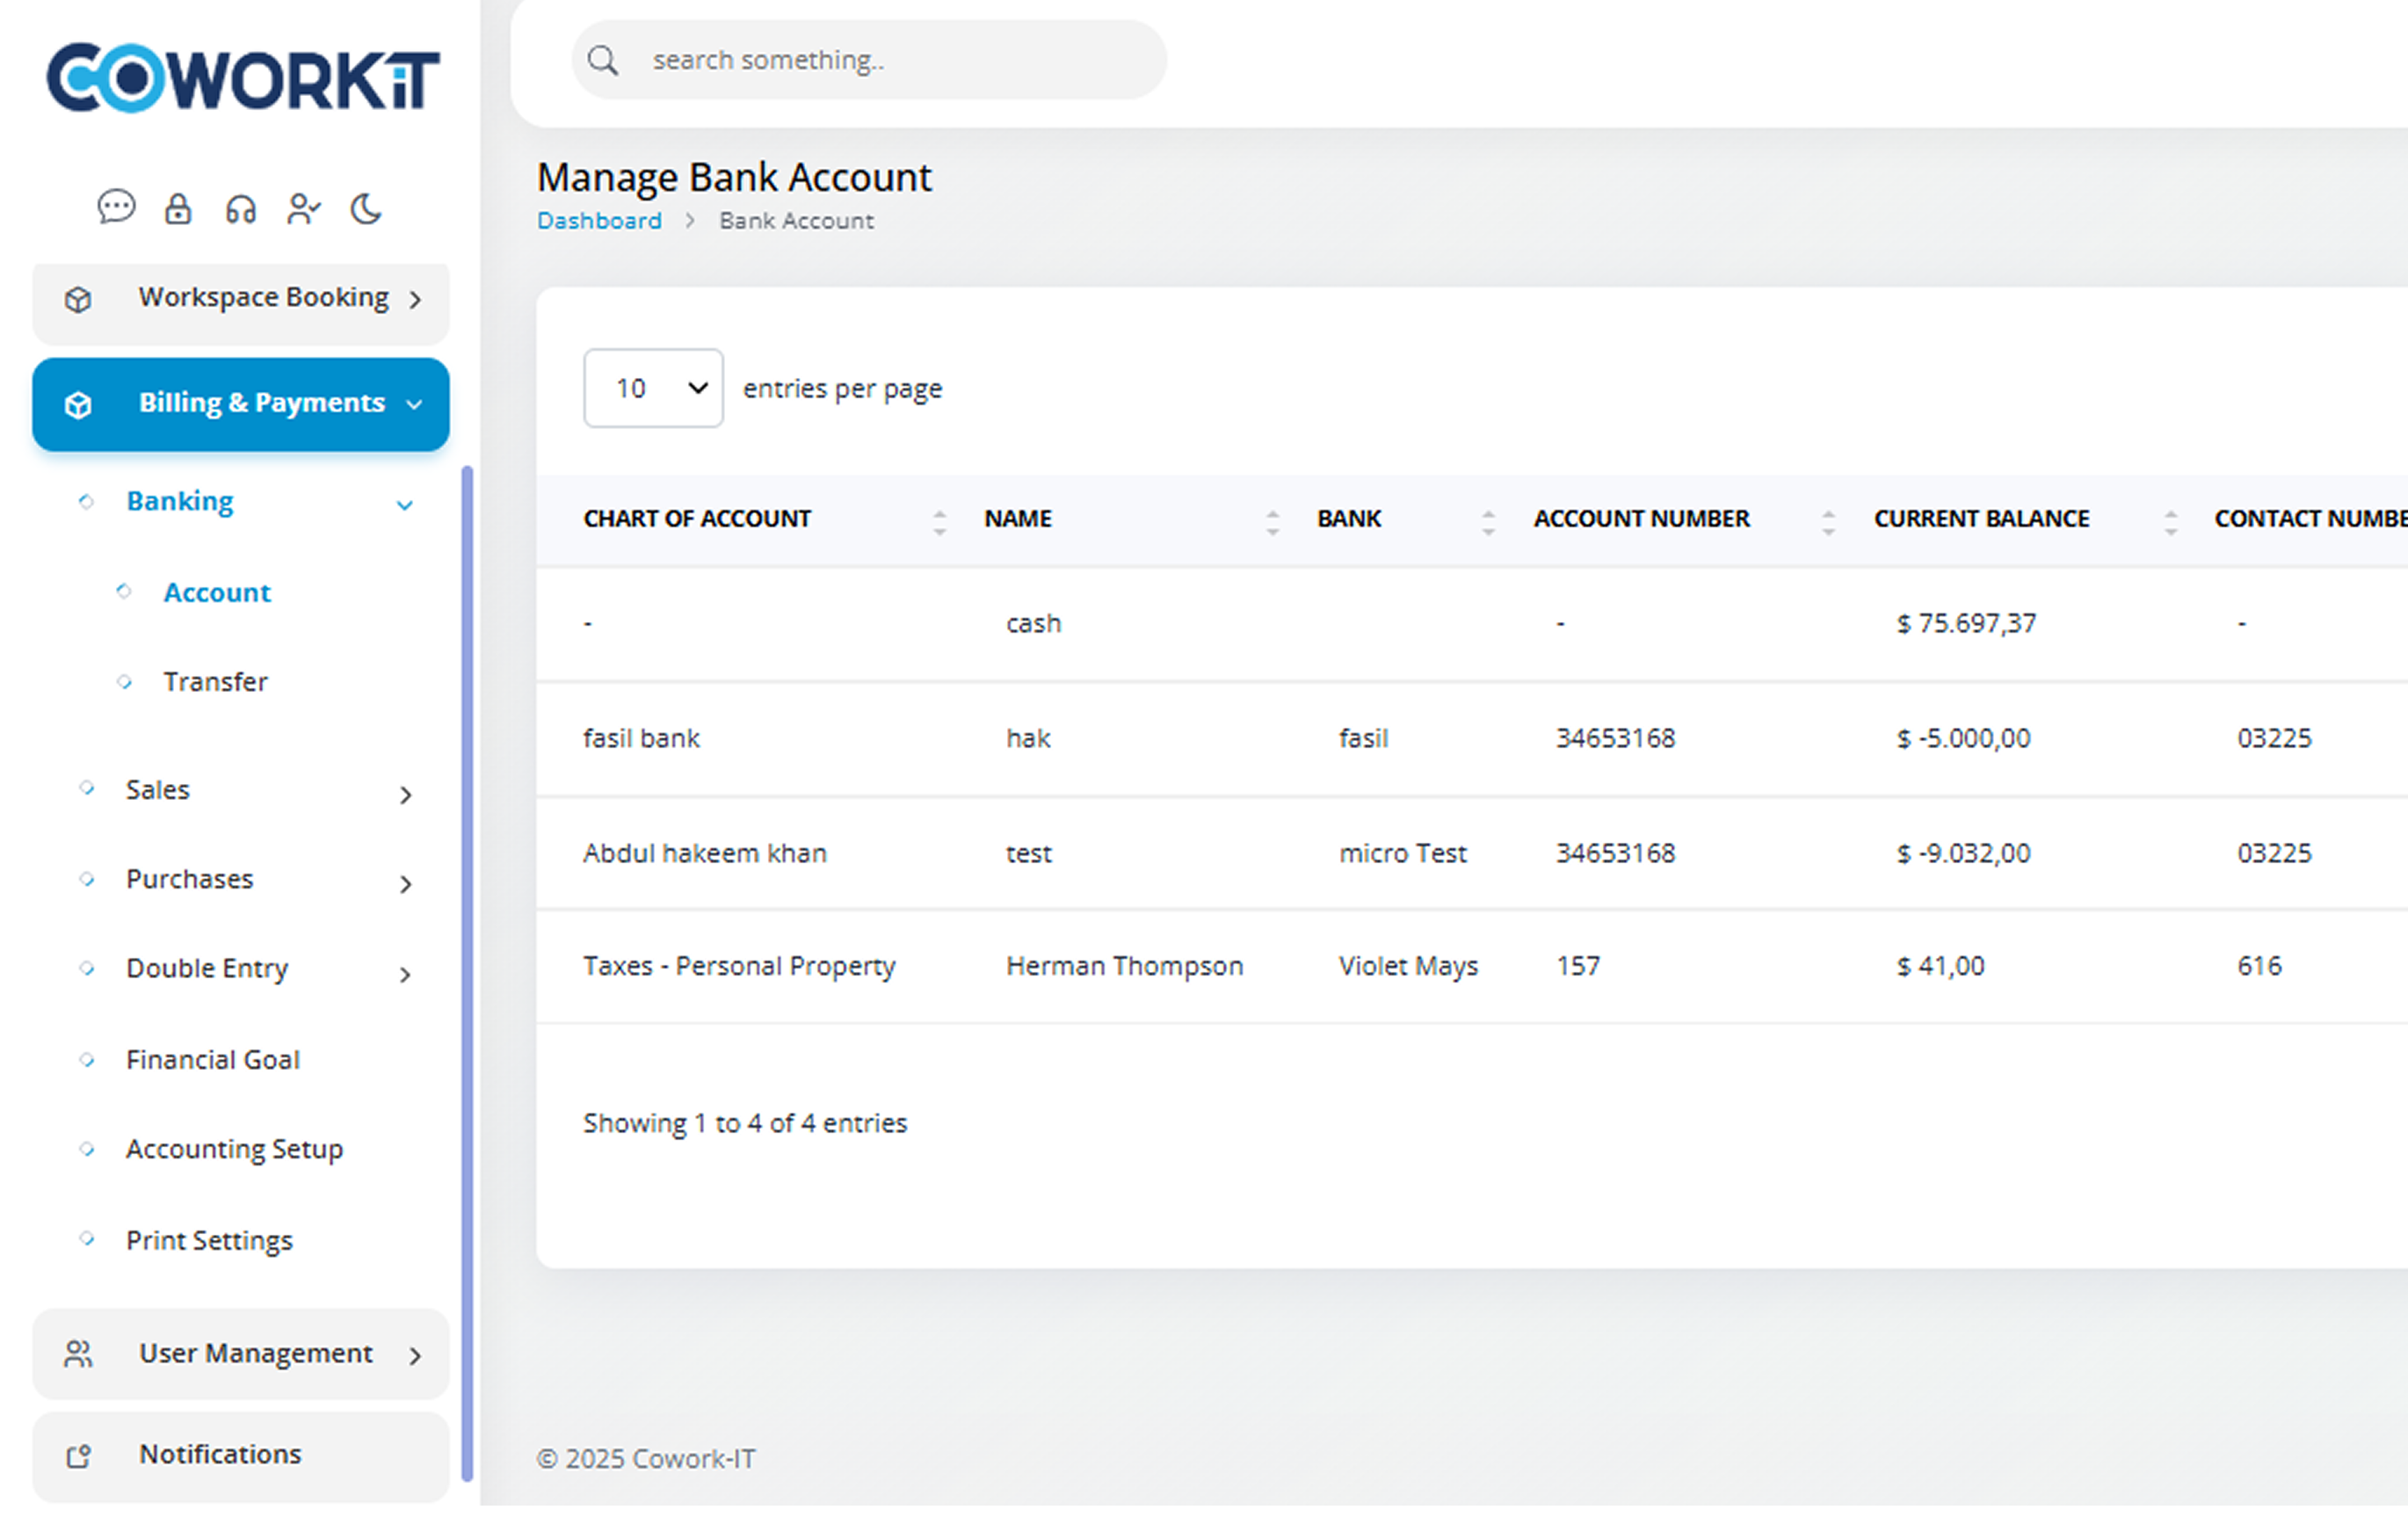 COWORKiT
search something..
Manage Bank Account
Dashboard > Bank Account
Workspace Booking
Billing & Payments
Banking
Account
Transfer
Sales
Purchases
Double Entry
Financial Goal
Accounting Setup
Print Settings
User Management
Notifications
10 entries per page
CHART OF ACCOUNT NAME BANK ACCOUNT NUMBER CURRENT BALANCE CONTACT NUMBE
- cash - $ 75.697,37 -
fasil bank hak fasil 34653168 $ -5.000,00 03225
Abdul hakeem khan test micro Test 34653168 $ -9.032,00 03225
Taxes - Personal Property Herman Thompson Violet Mays 157 $ 41,00 616
Showing 1 to 4 of 4 entries
© 2025 Cowork-IT